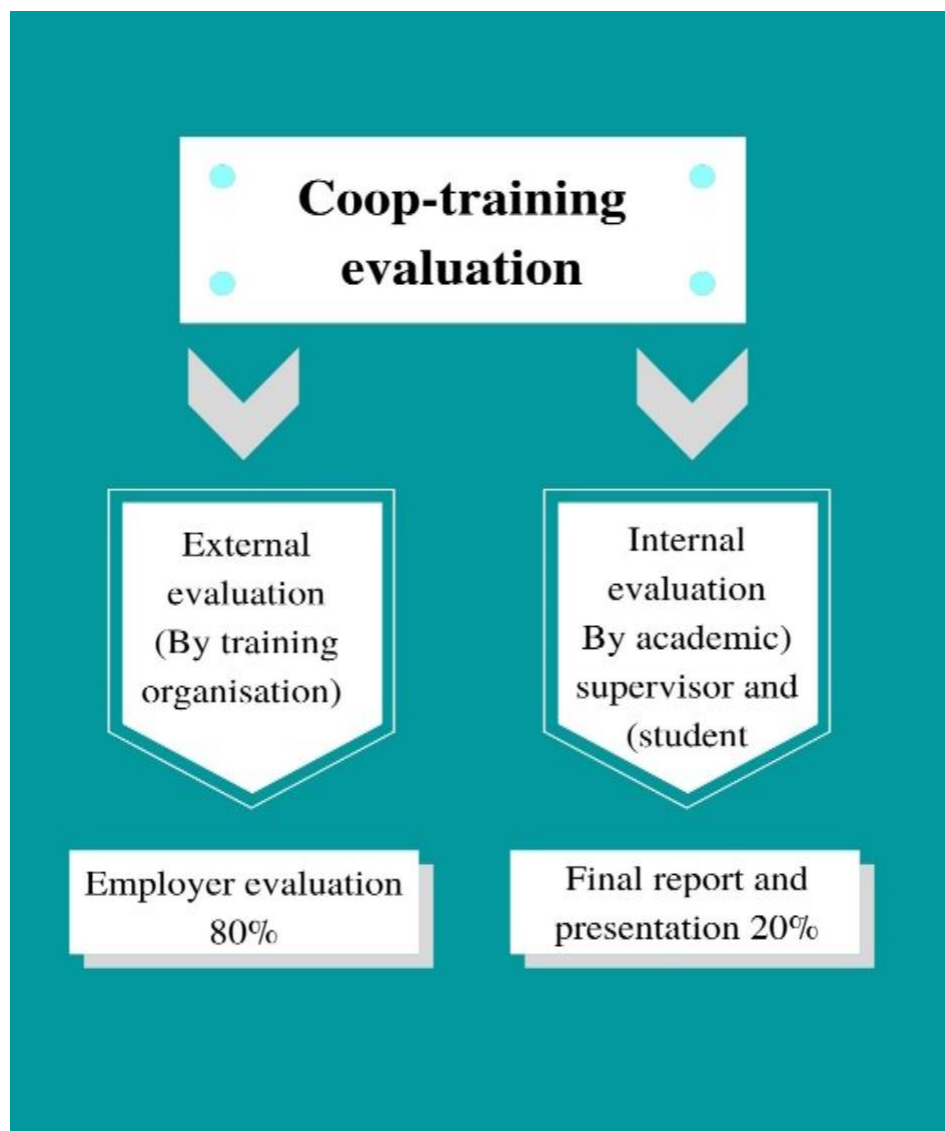 Coop-training
evaluation
External
evaluation
(By training
organisation)
Employer evaluation
80%
Internal
evaluation
By academic)
supervisor and
(student
Final report and
presentation 20%